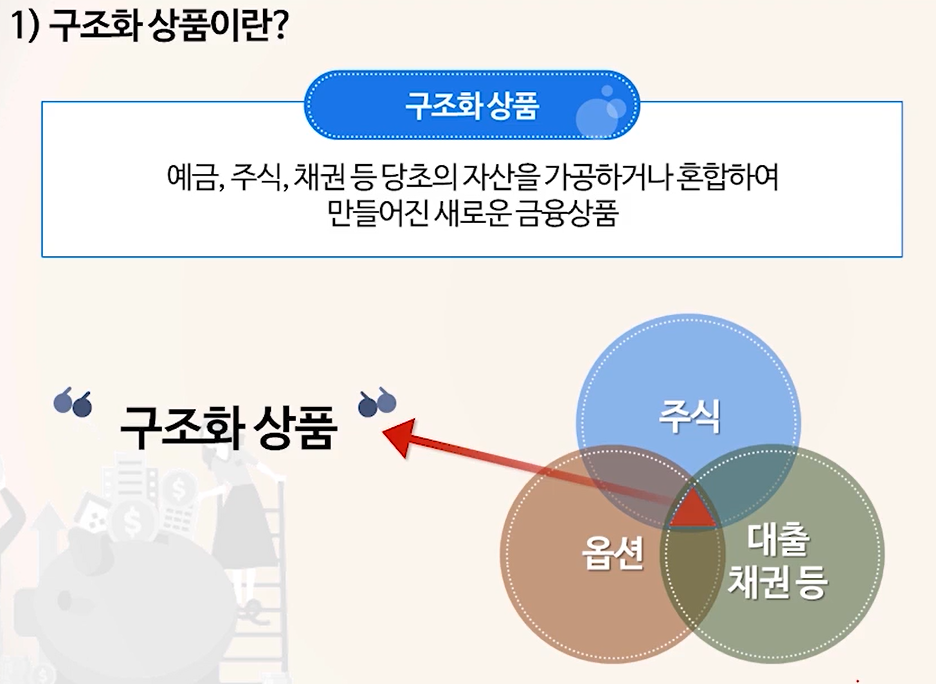 1) 구조화 상품이란?
구조화 상품
예금, 주식, 채권 등 당초의 자산을 가공하거나 혼합하여
만들어진 새로운 금융상품
“ 구조화 상품 ”
주식
옵션
대출
채권 등